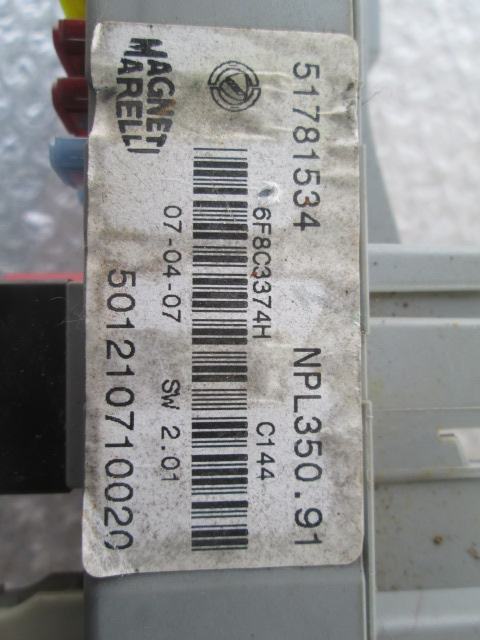 51781534 NPL350.91
6F8C3374H C144
MAGNETI
MARELLI
07-04-07 SW 2.01
501210710020